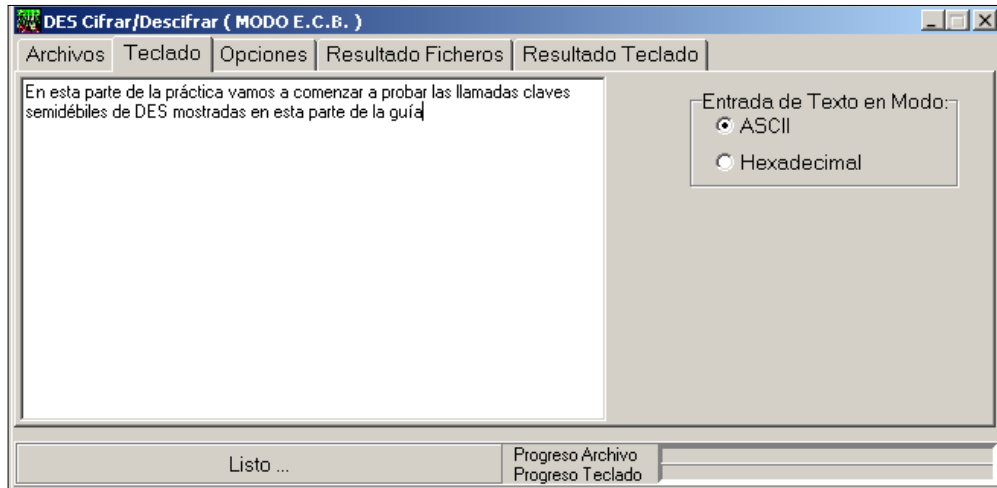 DES Cifrar/Descifrar ( MODO E.C.B. )
Archivos Teclado Opciones Resultado Ficheros Resultado Teclado
En esta parte de la práctica vamos a comenzar a probar las llamadas claves
semidébiles de DES mostradas en esta parte de la guía
Entrada de Texto en Modo:
ASCII
Hexadecimal
Listo ...
Progreso Archivo
Progreso Teclado